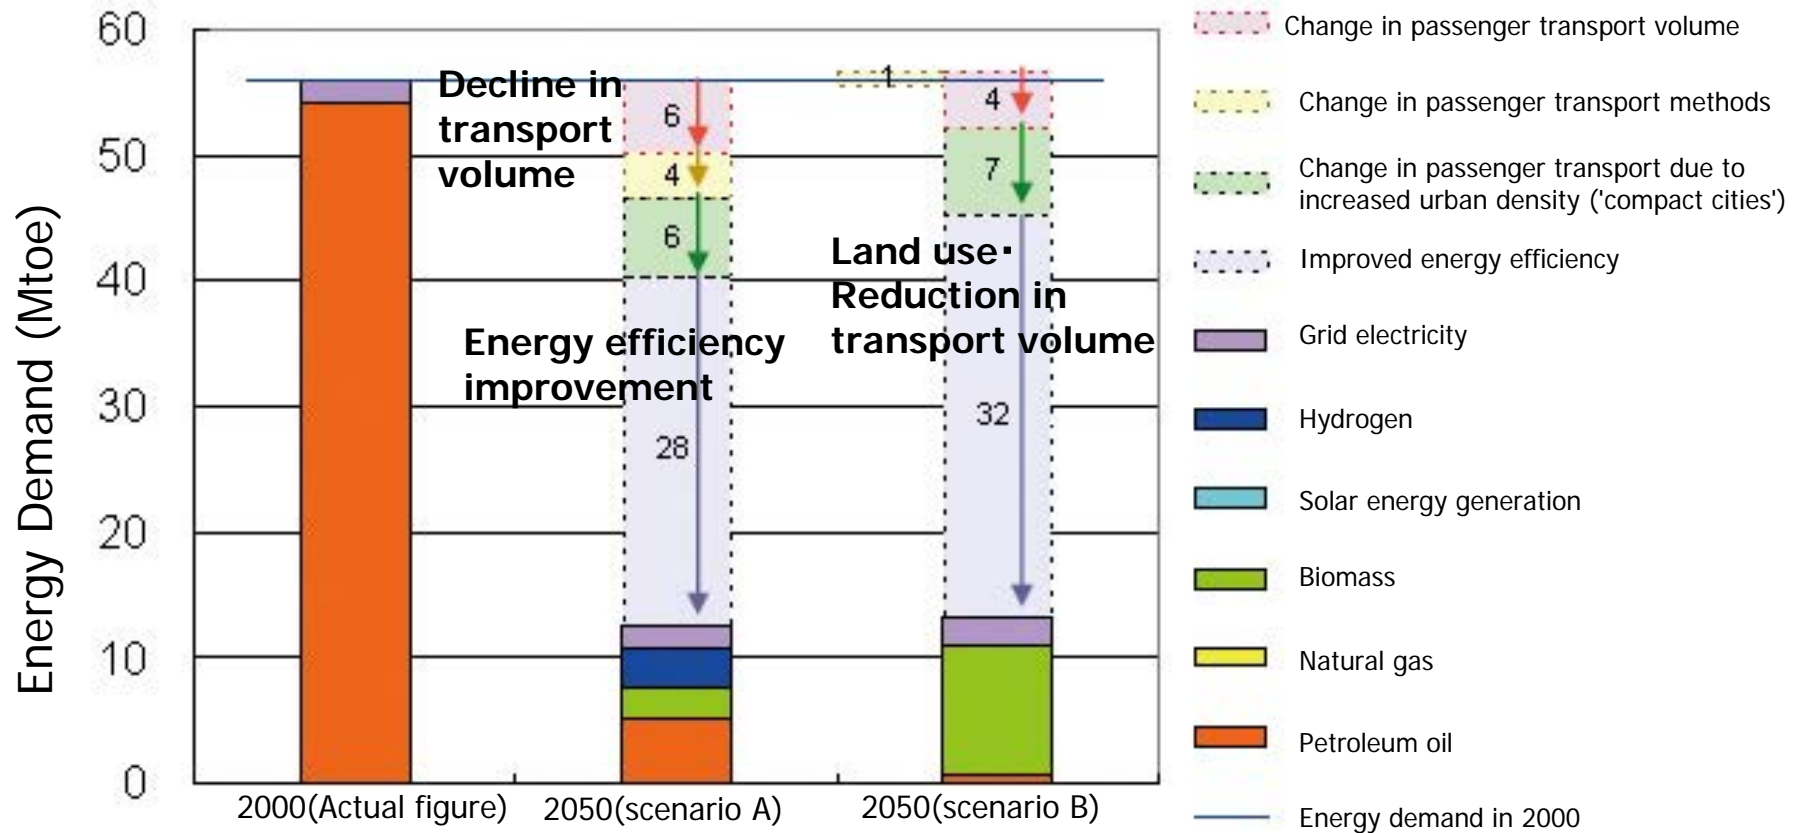 Energy Demand (Mtoe)
60
50
40
30
20
10
0
Decline in
transport
volume
Energy efficiency
improvement
Land use･
Reduction in
transport volume
6
4
6
28
1
4
7
32
2000(Actual figure)
2050(scenario A)
2050(scenario B)
Change in passenger transport volume
Change in passenger transport methods
Change in passenger transport due to
increased urban density ('compact cities')
Improved energy efficiency
Grid electricity
Hydrogen
Solar energy generation
Biomass
Natural gas
Petroleum oil
Energy demand in 2000